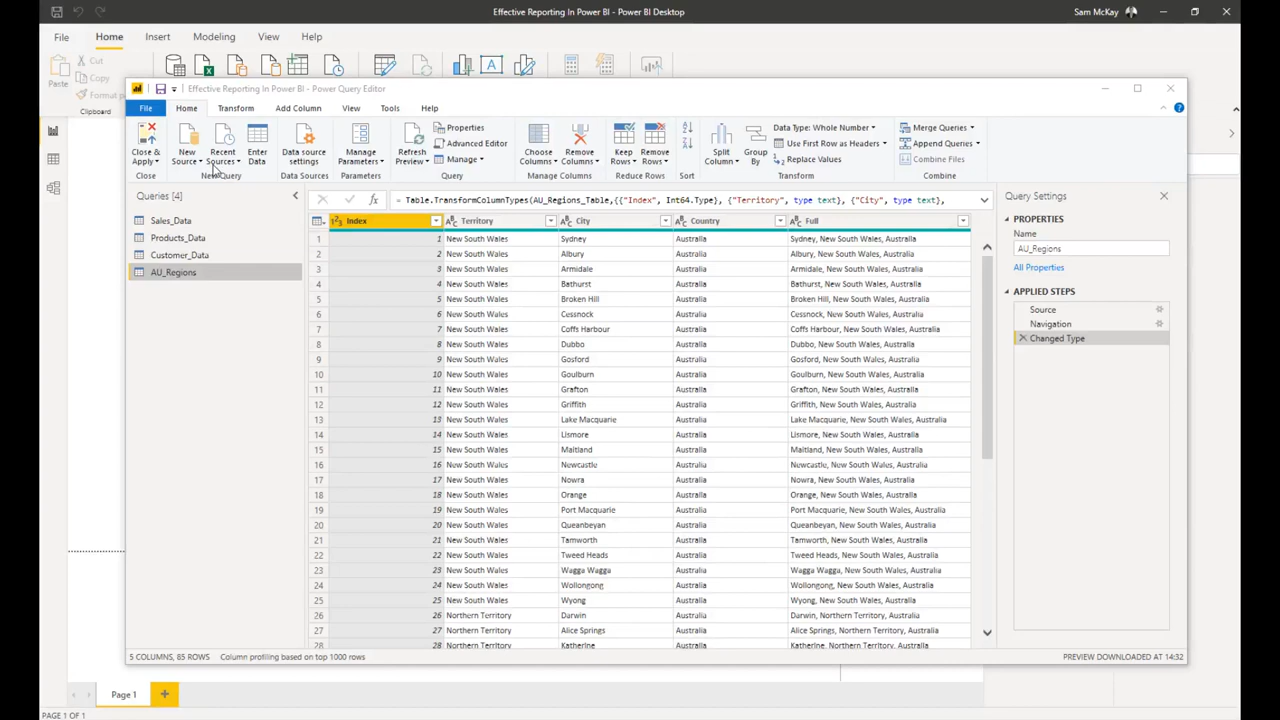 Effective Reporting In Power BI - Power BI Desktop
Sam McKay
File Home Insert Modeling View Help
Paste
Cut
Copy
Format p
Clipboard
Effective Reporting In Power BI - Power Query Editor
File Home Transform Add Column View Tools Help
Close & Apply
New Source
Recent Sources
Enter Data
Data source settings
Manage Parameters
Refresh Preview
Properties
Advanced Editor
Manage
Choose Columns
Remove Columns
Keep Rows
Remove Rows
Split Column
Group By
Data Type: Whole Number
Use First Row as Headers
Replace Values
Merge Queries
Append Queries
Combine Files
Close New Query Data Sources Parameters Query Manage Columns Reduce Rows Sort Transform Combine
Queries [4]
Sales_Data
Products_Data
Customer_Data
AU_Regions
= Table.TransformColumnTypes(AU_Regions_Table,{{"Index", Int64.Type}, {"Territory", type text}, {"City", type text},
Index Territory City Country Full
1 1 New South Wales Sydney Australia Sydney, New South Wales, Australia
2 2 New South Wales Albury Australia Albury, New South Wales, Australia
3 3 New South Wales Armidale Australia Armidale, New South Wales, Australia
4 4 New South Wales Bathurst Australia Bathurst, New South Wales, Australia
5 5 New South Wales Broken Hill Australia Broken Hill, New South Wales, Australia
6 6 New South Wales Cessnock Australia Cessnock, New South Wales, Australia
7 7 New South Wales Coffs Harbour Australia Coffs Harbour, New South Wales, Australia
8 8 New South Wales Dubbo Australia Dubbo, New South Wales, Australia
9 9 New South Wales Gosford Australia Gosford, New South Wales, Australia
10 10 New South Wales Goulburn Australia Goulburn, New South Wales, Australia
11 11 New South Wales Grafton Australia Grafton, New South Wales, Australia
12 12 New South Wales Griffith Australia Griffith, New South Wales, Australia
13 13 New South Wales Lake Macquarie Australia Lake Macquarie, New South Wales, Australia
14 14 New South Wales Lismore Australia Lismore, New South Wales, Australia
15 15 New South Wales Maitland Australia Maitland, New South Wales, Australia
16 16 New South Wales Newcastle Australia Newcastle, New South Wales, Australia
17 17 New South Wales Nowra Australia Nowra, New South Wales, Australia
18 18 New South Wales Orange Australia Orange, New South Wales, Australia
19 19 New South Wales Port Macquarie Australia Port Macquarie, New South Wales, Australia
20 20 New South Wales Queanbeyan Australia Queanbeyan, New South Wales, Australia
21 21 New South Wales Tamworth Australia Tamworth, New South Wales, Australia
22 22 New South Wales Tweed Heads Australia Tweed Heads, New South Wales, Australia
23 23 New South Wales Wagga Wagga Australia Wagga Wagga, New South Wales, Australia
24 24 New South Wales Wollongong Australia Wollongong, New South Wales, Australia
25 25 New South Wales Wyong Australia Wyong, New South Wales, Australia
26 26 Northern Territory Darwin Australia Darwin, Northern Territory, Australia
27 27 Northern Territory Alice Springs Australia Alice Springs, Northern Territory, Australia
28 28 Northern Territory Katherine Australia Katherine, Northern Territory, Australia
Query Settings
PROPERTIES
Name
AU_Regions
All Properties
APPLIED STEPS
Source
Navigation
Changed Type
5 COLUMNS, 85 ROWS Column profiling based on top 1000 rows
PREVIEW DOWNLOADED AT 14:32
Page 1
PAGE 1 OF 1